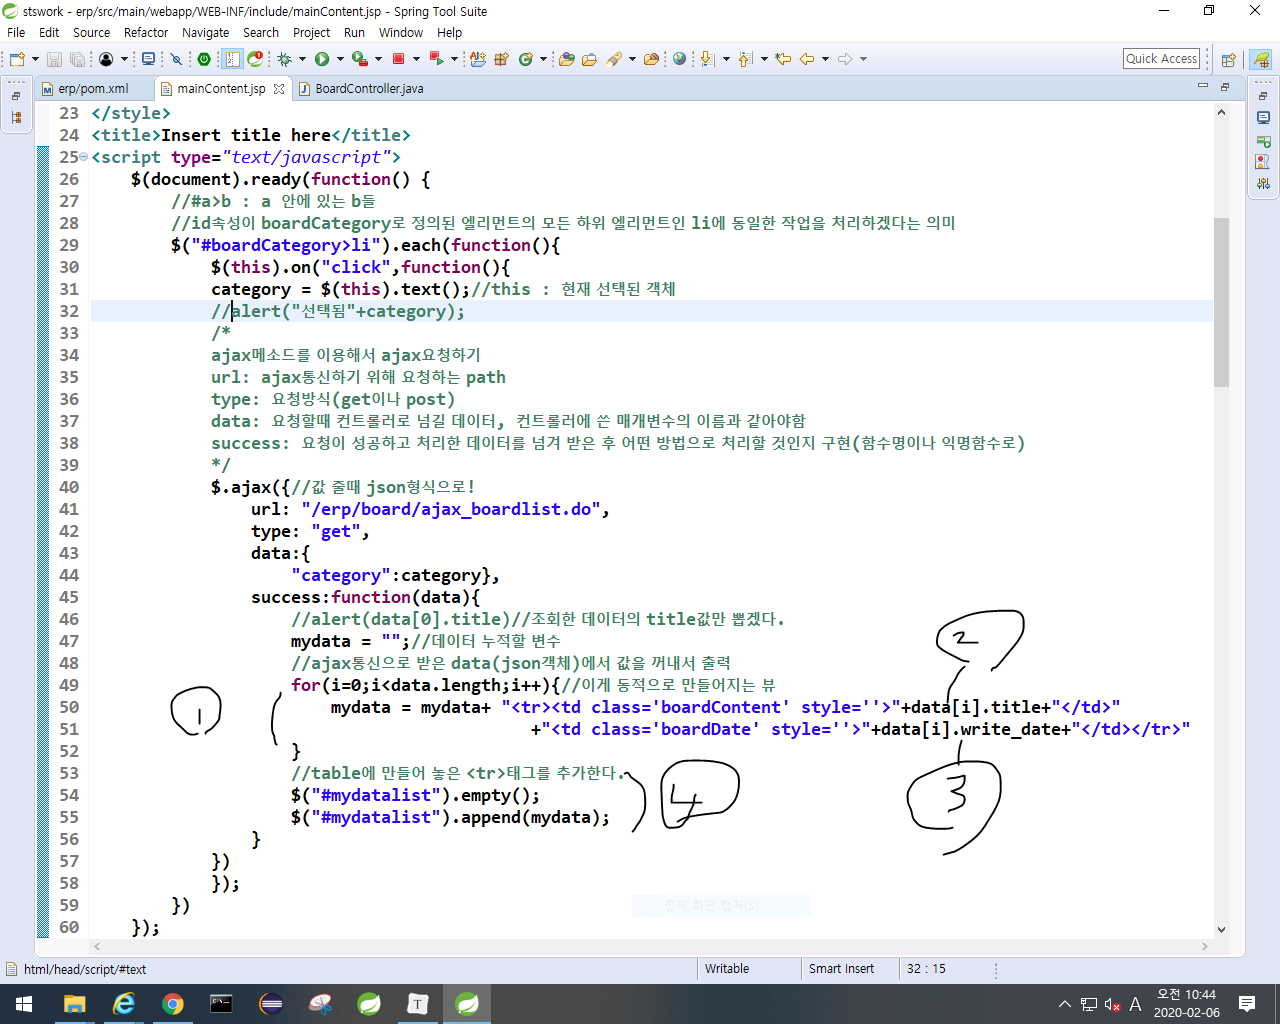 stswork - erp/src/main/webapp/WEB-INF/include/mainContent.jsp - Spring Tool Suite
File Edit Source Refactor Navigate Search Project Run Window Help
Quick Access
erp/pom.xml mainContent.jsp BoardController.java
23 </style>
24 <title>Insert title here</title>
25 <script type="text/javascript">
26 $(document).ready(function() {
27 //#a>b : a 안에 있는 b들
28 //id속성이 boardCategory로 정의된 엘리먼트의 모든 하위 엘리먼트인 li에 동일한 작업을 처리하겠다는 의미
29 $("#boardCategory>li").each(function(){
30 $(this).on("click",function(){
31 category = $(this).text();//this : 현재 선택된 객체
32 //alert("선택됨"+category);
33 /*
34 ajax메소드를 이용해서 ajax요청하기
35 url: ajax통신하기 위해 요청하는 path
36 type: 요청방식(get이나 post)
37 data: 요청할때 컨트롤러로 넘길 데이터, 컨트롤러에 쓴 매개변수의 이름과 같아야함
38 success: 요청이 성공하고 처리한 데이터를 넘겨 받은 후 어떤 방법으로 처리할 것인지 구현(함수명이나 익명함수로)
39 */
40 $.ajax({//값 줄때 json형식으로!
41 url: "/erp/board/ajax_boardlist.do",
42 type: "get",
43 data:{
44 "category":category},
45 success:function(data){
46 //alert(data[0].title)//조회한 데이터의 title값만 뽑겠다.
47 mydata = "";//데이터 누적할 변수
2
48 //ajax통신으로 받은 data(json객체)에서 값을 꺼내서 출력
49 for(i=0;i<data.length;i++){//이게 동적으로 만들어지는 뷰
1
50 mydata = mydata+ "<tr><td class='boardContent' style=''>"+data[i].title+"</td>"
51 +"<td class='boardDate' style=''>"+data[i].write_date+"</td></tr>"
52 }
53 //table에 만들어 놓은 <tr>태그를 추가한다.
4
3
54 $("#mydatalist").empty();
55 $("#mydatalist").append(mydata);
56 }
57 })
58 });
59 })
전체 화면 캡처(S)
60 });
html/head/script/#text Writable Smart Insert 32 : 15
A 오전 10:44
2020-02-06